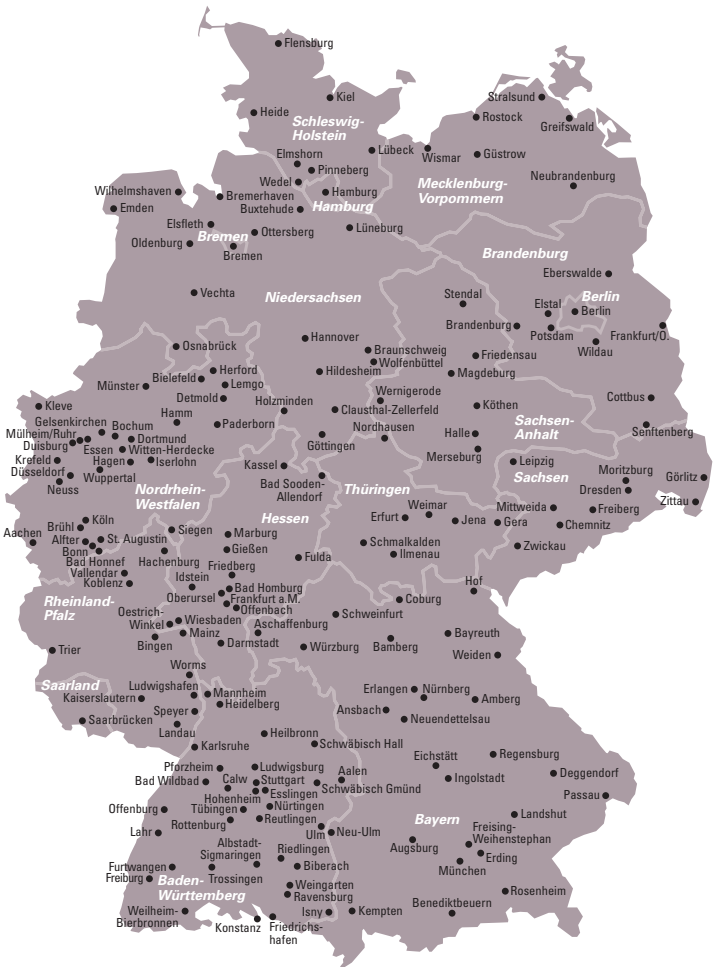 Flensburg
Kiel
Heide
Schleswig-
Holstein
Stralsund
Rostock
Greifswald
Lübeck
Wismar
Güstrow
Elmshorn
Pinneberg
Wedel
Hamburg
Hamburg
Mecklenburg-
Vorpommern
Neubrandenburg
Wilhelmshaven
Emden
Bremerhaven
Buxtehude
Elsfleth
Bremen
Ottersberg
Lüneburg
Oldenburg
Bremen
Brandenburg
Eberswalde
Vechta
Niedersachsen
Stendal
Elstal
Berlin
Berlin
Brandenburg
Potsdam
Frankfurt/O.
Wildau
Hannover
Osnabrück
Braunschweig
Wolfenbüttel
Friedensau
Hildesheim
Magdeburg
Herford
Bielefeld
Lemgo
Münster
Detmold
Wernigerode
Holzminden
Clausthal-Zellerfeld
Köthen
Cottbus
Kleve
Hamm
Paderborn
Sachsen-
Anhalt
Senftenberg
Gelsenkirchen
Bochum
Mülheim/Ruhr
Dortmund
Duisburg
Essen
Witten-Herdecke
Göttingen
Nordhausen
Halle
Merseburg
Krefeld
Hagen
Iserlohn
Düsseldorf
Wuppertal
Neuss
Kassel
Bad Sooden-
Allendorf
Leipzig
Sachsen
Moritzburg
Dresden
Görlitz
Zittau
Nordrhein-
Westfalen
Thüringen
Hessen
Weimar
Erfurt
Jena
Gera
Mittweida
Freiberg
Chemnitz
Zwickau
Köln
Brühl
Aachen
Alfter
St. Augustin
Bonn
Bad Honnef
Siegen
Hachenburg
Marburg
Gießen
Fulda
Schmalkalden
Ilmenau
Vallendar
Koblenz
Friedberg
Idstein
Bad Homburg
Oberursel
Frankfurt a.M.
Offenbach
Hof
Coburg
Rheinland-
Pfalz
Oestrich-
Winkel
Wiesbaden
Mainz
Bingen
Aschaffenburg
Darmstadt
Schweinfurt
Würzburg
Bamberg
Bayreuth
Weiden
Trier
Worms
Saarland
Kaiserslautern
Ludwigshafen
Mannheim
Heidelberg
Speyer
Saarbrücken
Landau
Erlangen
Nürnberg
Amberg
Ansbach
Neuendettelsau
Heilbronn
Karlsruhe
Schwäbisch Hall
Regensburg
Eichstätt
Ingolstadt
Deggendorf
Passau
Pforzheim
Ludwigsburg
Aalen
Bad Wildbad
Calw
Stuttgart
Esslingen
Schwäbisch Gmünd
Hohenheim
Nürtingen
Offenburg
Tübingen
Reutlingen
Rottenburg
Lahr
Ulm
Neu-Ulm
Landshut
Bayern
Freising-
Weihenstephan
Augsburg
Erding
München
Albstadt-
Sigmaringen
Riedlingen
Biberach
Furtwangen
Freiburg
Trossingen
Baden-
Württemberg
Weingarten
Ravensburg
Rosenheim
Benediktbeuern
Weilheim-
Bierbronnen
Konstanz
Friedrichs-
hafen
Isny
Kempten